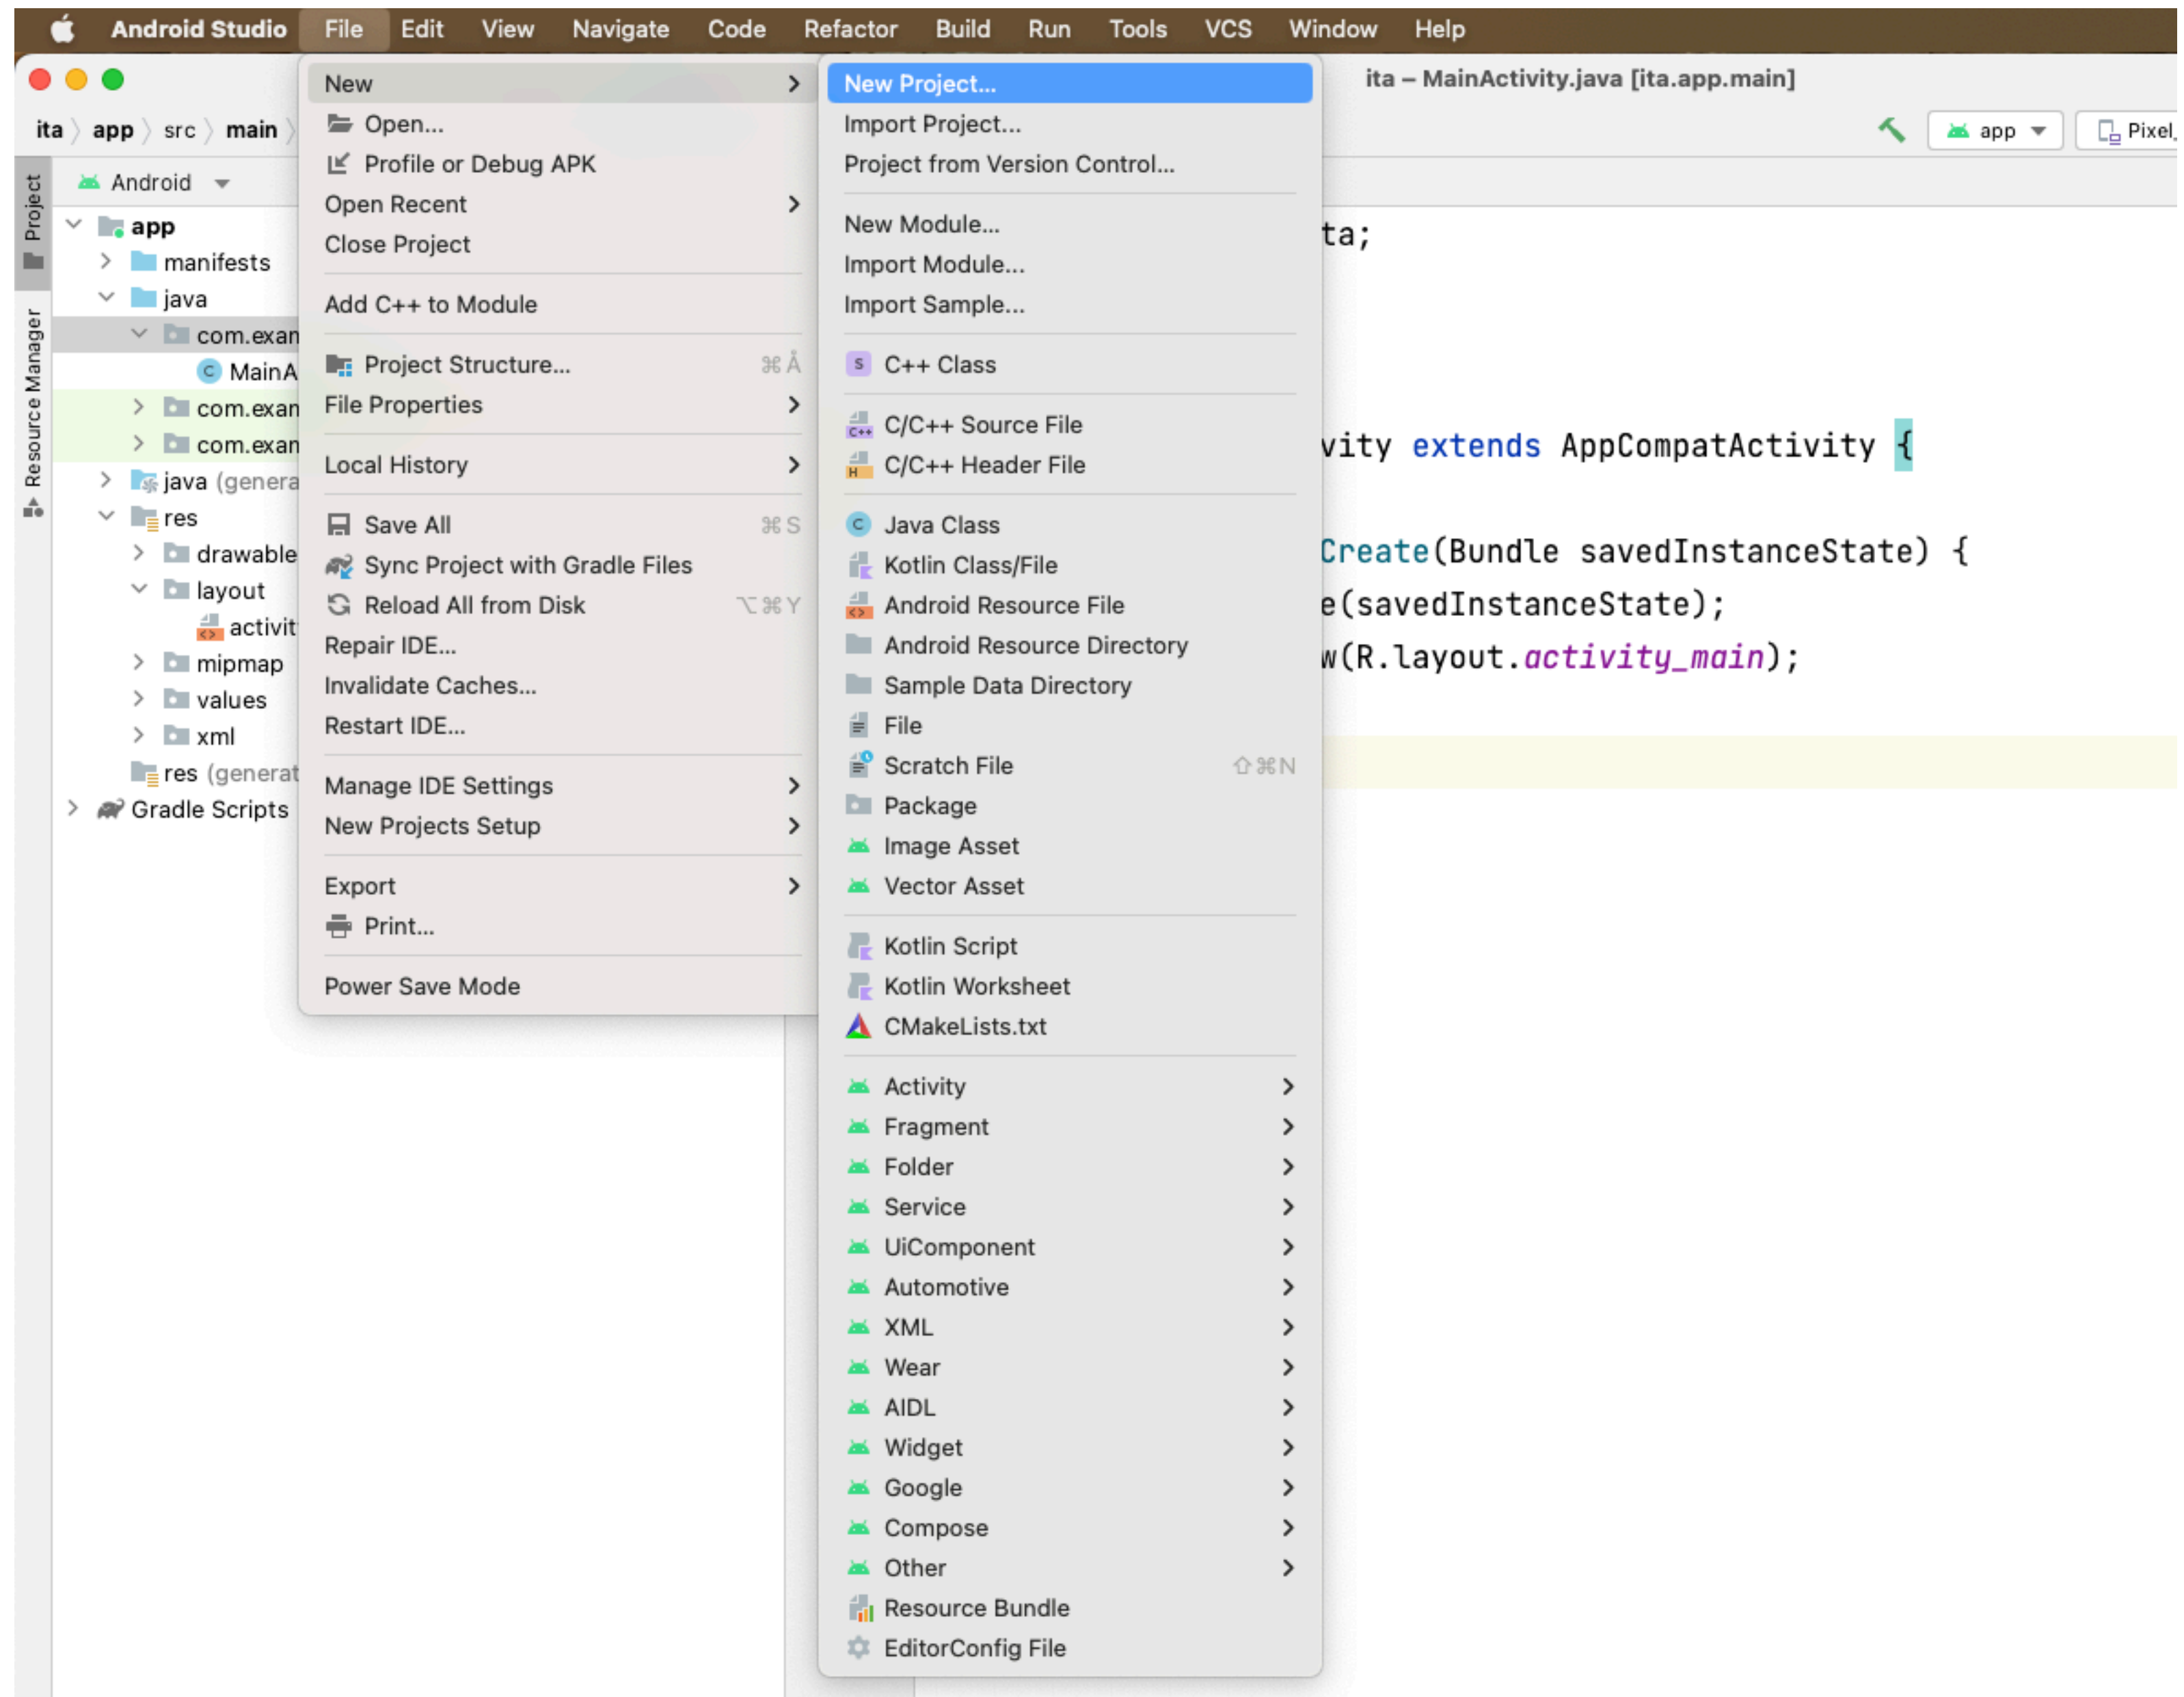 Android Studio File Edit View Navigate Code Refactor Build Run Tools VCS Window Help
ita – MainActivity.java [ita.app.main]
ita app src main
app Pixel_
Project
Resource Manager
Android
app
manifests
java
com.exan
MainA
com.exan
com.exan
java (genera
res
drawable
layout
activit
mipmap
values
xml
res (generat
Gradle Scripts
New
Open...
Profile or Debug APK
Open Recent
Close Project
Add C++ to Module
Project Structure... ⌘Å
File Properties
Local History
Save All ⌘S
Sync Project with Gradle Files
Reload All from Disk ⌥⌘Y
Repair IDE...
Invalidate Caches...
Restart IDE...
Manage IDE Settings
New Projects Setup
Export
Print...
Power Save Mode
New Project...
Import Project...
Project from Version Control...
New Module...
Import Module...
Import Sample...
S C++ Class
C++ C/C++ Source File
H C/C++ Header File
C Java Class
Kotlin Class/File
Android Resource File
Android Resource Directory
Sample Data Directory
File
Scratch File ⇧⌘N
Package
Image Asset
Vector Asset
Kotlin Script
Kotlin Worksheet
CMakeLists.txt
Activity
Fragment
Folder
Service
UiComponent
Automotive
XML
Wear
AIDL
Widget
Google
Compose
Other
Resource Bundle
EditorConfig File
ta;
vity extends AppCompatActivity {
Create(Bundle savedInstanceState) {
e(savedInstanceState);
w(R.layout.activity_main);